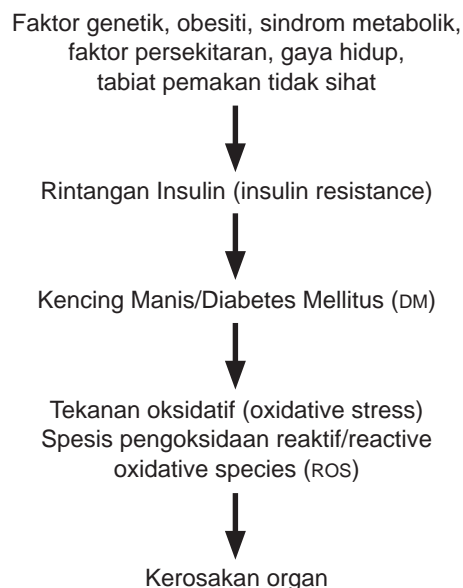 Faktor genetik, obesiti, sindrom metabolik,
faktor persekitaran, gaya hidup,
tabiat pemakan tidak sihat
Rintangan Insulin (insulin resistance)
Kencing Manis/Diabetes Mellitus (DM)
Tekanan oksidatif (oxidative stress)
Spesis pengoksidaan reaktif/reactive
oxidative species (ROS)
Kerosakan organ